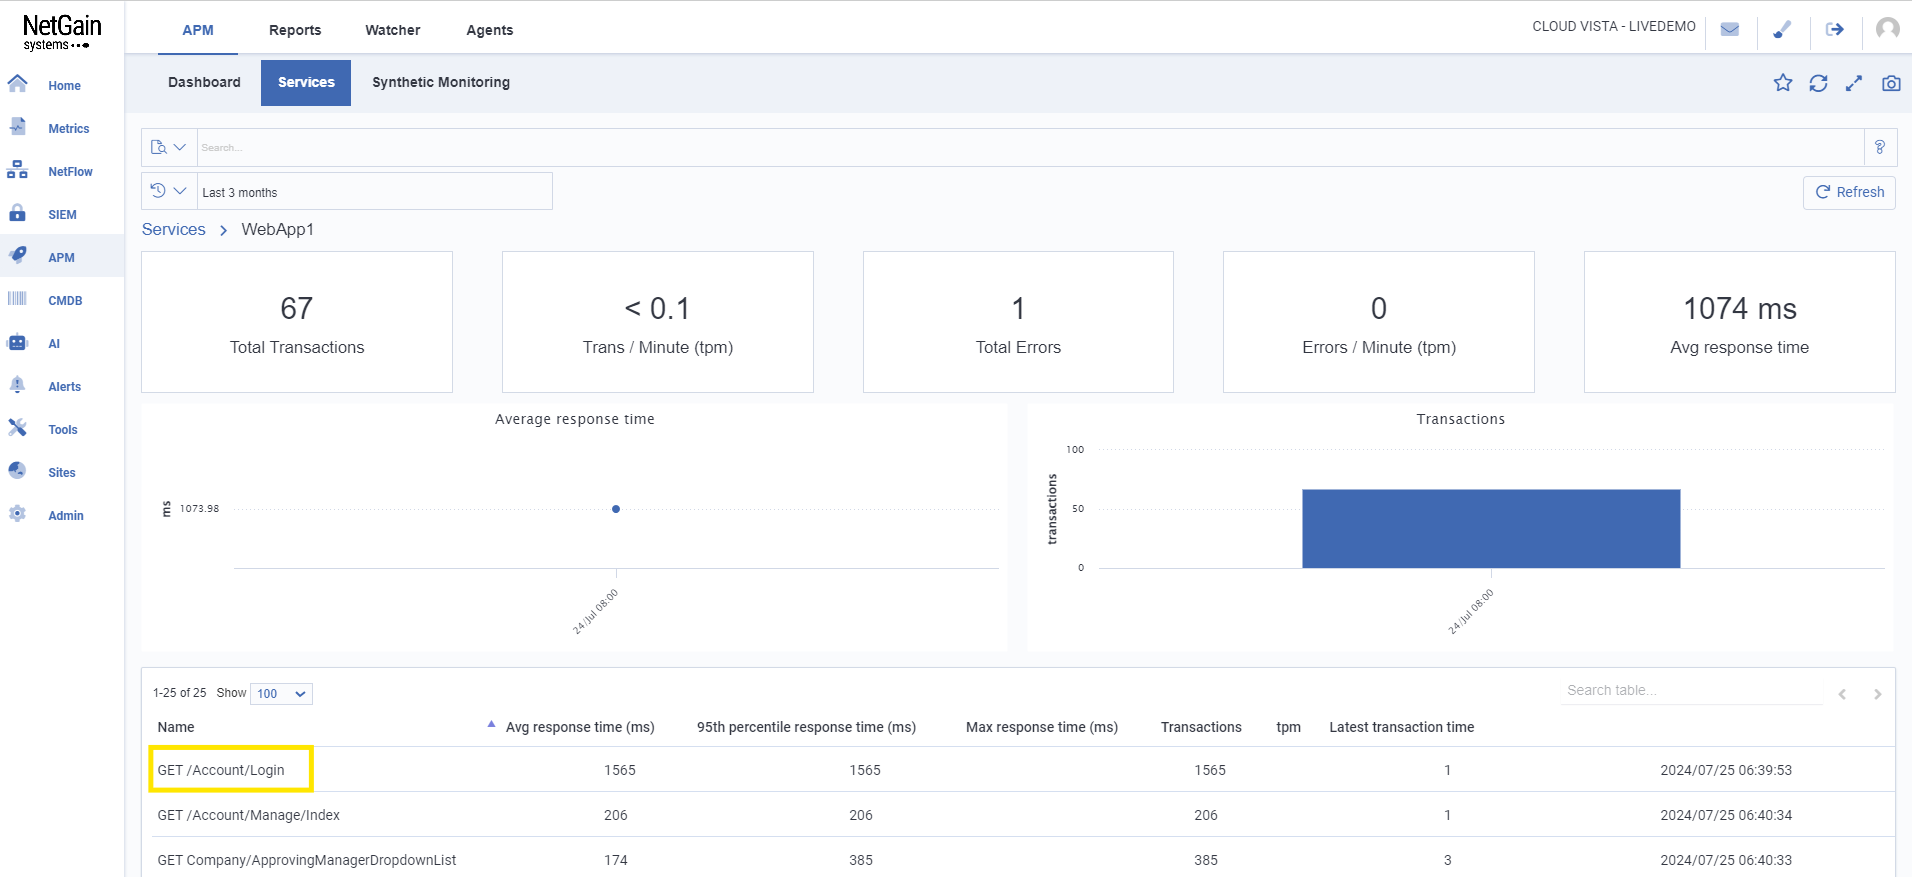 NetGain
systems
APM Reports Watcher Agents
CLOUD VISTA - LIVEDEMO
Dashboard Services Synthetic Monitoring
Home
Metrics
NetFlow
SIEM
APM
CMDB
AI
Alerts
Tools
Sites
Admin
Search...
?
Last 3 months
Refresh
Services > WebApp1
67
Total Transactions
< 0.1
Trans / Minute (tpm)
1
Total Errors
0
Errors / Minute (tpm)
1074 ms
Avg response time
Average response time
ms
1073.98
24/Jul 08:00
Transactions
transactions
100
50
0
24/Jul 08:00
1-25 of 25 Show 100
Search table...
Name Avg response time (ms) 95th percentile response time (ms) Max response time (ms) Transactions tpm Latest transaction time
GET /Account/Login 1565 1565 1565 1 2024/07/25 06:39:53
GET /Account/Manage/Index 206 206 206 1 2024/07/25 06:40:34
GET Company/ApprovingManagerDropdownList 174 385 385 3 2024/07/25 06:40:33